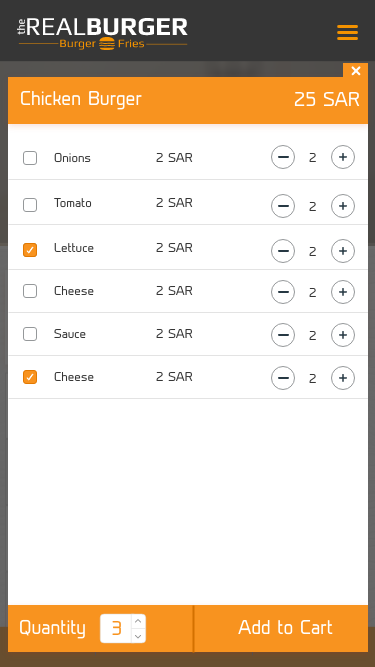 the REALBURGER
Burger Fries
Chicken Burger 25 SAR
Onions 2 SAR 2
Tomato 2 SAR 2
Lettuce 2 SAR 2
Cheese 2 SAR 2
Sauce 2 SAR 2
Cheese 2 SAR 2
Quantity 3 Add to Cart